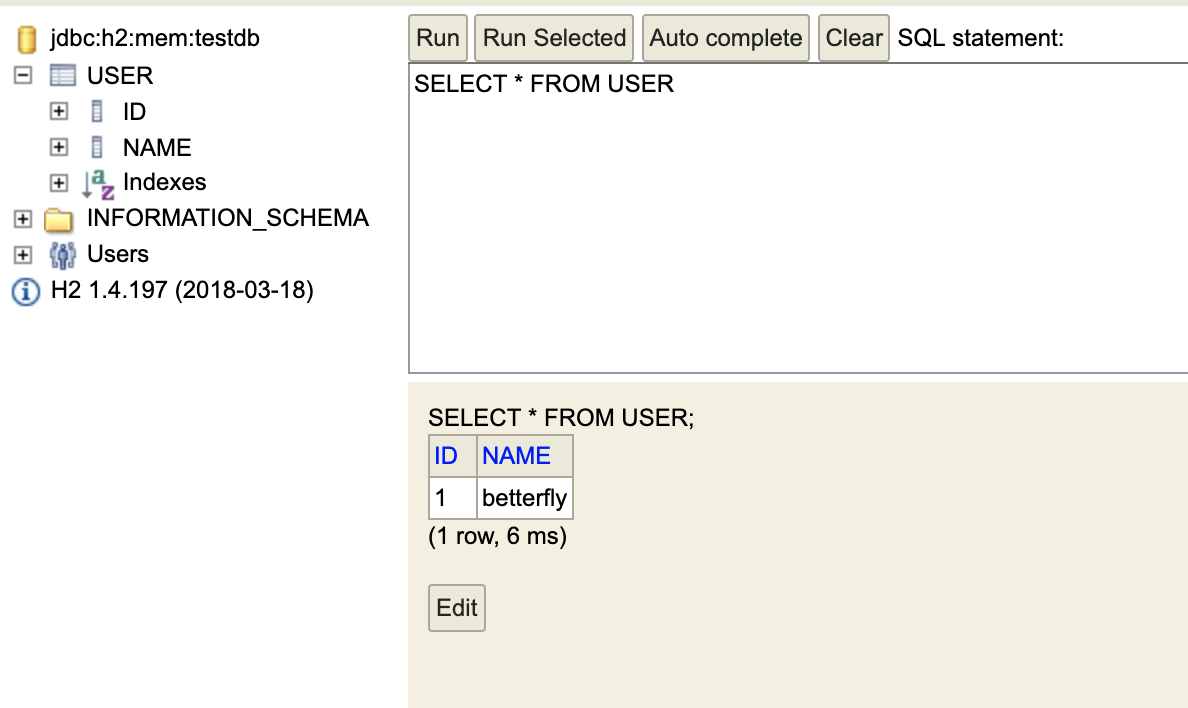 jdbc:h2:mem:testdb
USER
ID
NAME
Indexes
INFORMATION_SCHEMA
Users
H2 1.4.197 (2018-03-18)
Run Run Selected Auto complete Clear SQL statement:
SELECT * FROM USER
SELECT * FROM USER;
ID NAME
1 betterfly
(1 row, 6 ms)
Edit